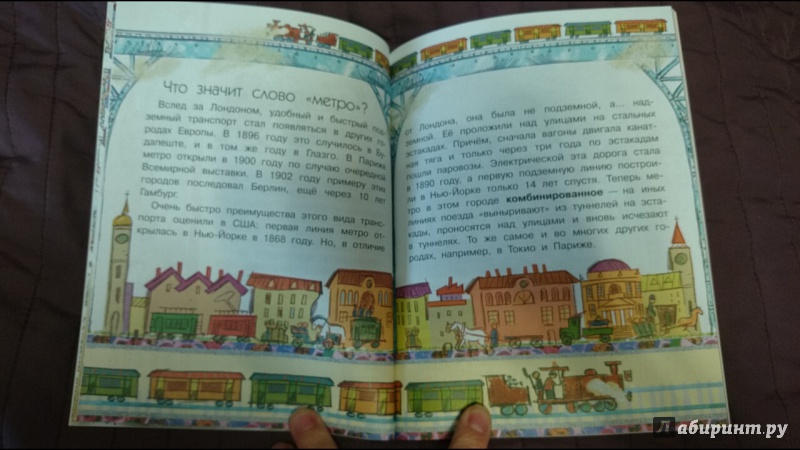 Что значит слово «метро»?
Вслед за Лондоном, удобный и быстрый под-
земный транспорт стал появляться в других го-
родах Европы. В 1896 году это случилось в Бу-
дапеште, и в том же году в Глазго. В Париже
метро открыли в 1900 году по случаю очередной
Всемирной выставки. В 1902 году примеру этих
городов последовал Берлин, ещё через 10 лет
Гамбург.
Очень быстро преимущества этого вида транс-
порта оценили в США: первая линия метро от-
крылась в Нью-Йорке в 1868 году. Но, в отличие
от Лондона, она была не подземной, а... над-
земной. Её проложили над улицами на стальных
эстакадах. Причём, сначала вагоны двигала канат-
ная тяга и только через три года по эстакадам
пошли паровозы. Электрической эта дорога стала
в 1890 году, а первую подземную линию построи-
ли в Нью-Йорке только 14 лет спустя. Теперь ме-
тро в этом городе комбинированное — на иных
линиях поезда «выныривают» из туннелей на эста-
кады, проносятся над улицами и вновь исчезают
в туннелях. То же самое и во многих других го-
родах, например, в Токио и Париже.
Лабиринт.ру